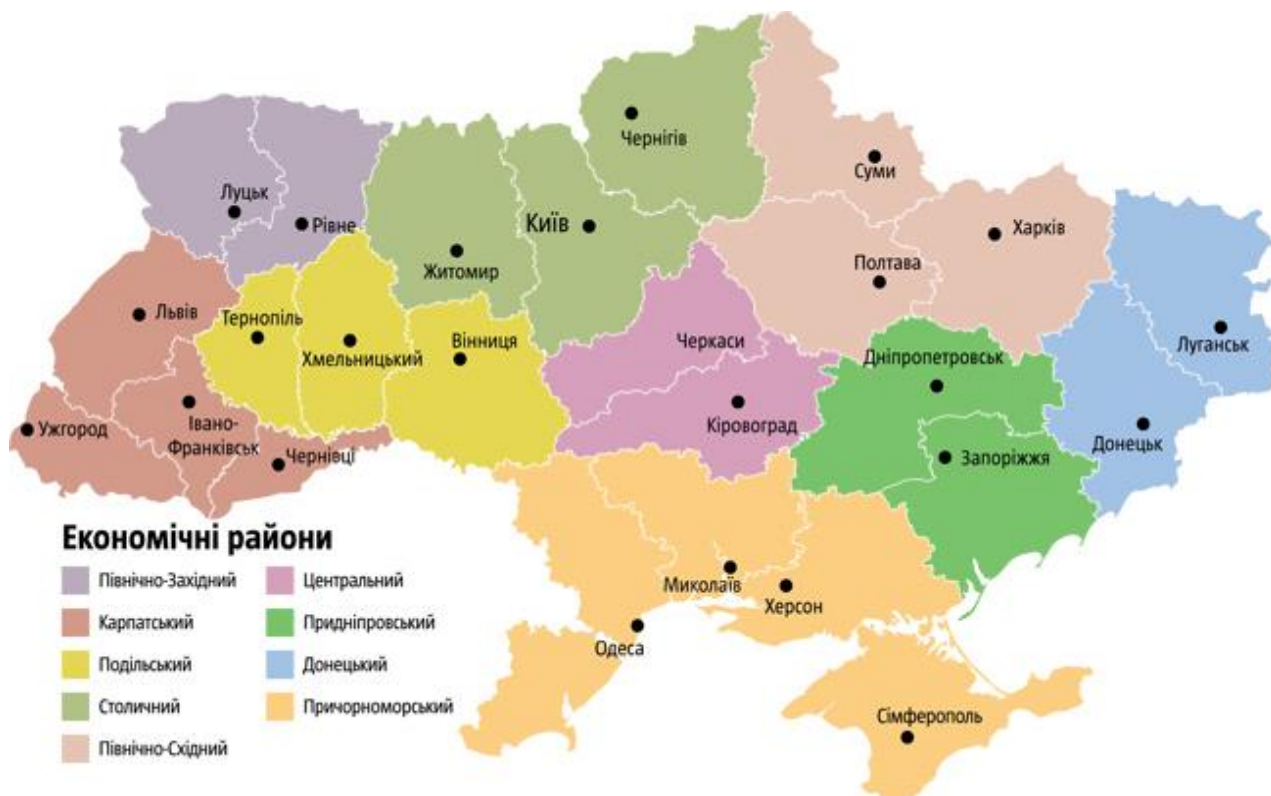 Чернігів
Суми
Луцьк
Рівне
Київ
Харків
Житомир
Полтава
Львів
Тернопіль
Хмельницький
Вінниця
Черкаси
Дніпропетровськ
Луганськ
Ужгород
Івано-
Франківськ
Чернівці
Кіровоград
Запоріжжя
Донецьк
Миколаїв
Херсон
Одеса
Сімферополь
Економічні райони
Північно-Західний
Карпатський
Подільський
Столичний
Північно-Східний
Центральний
Придніпровський
Донецький
Причорноморський